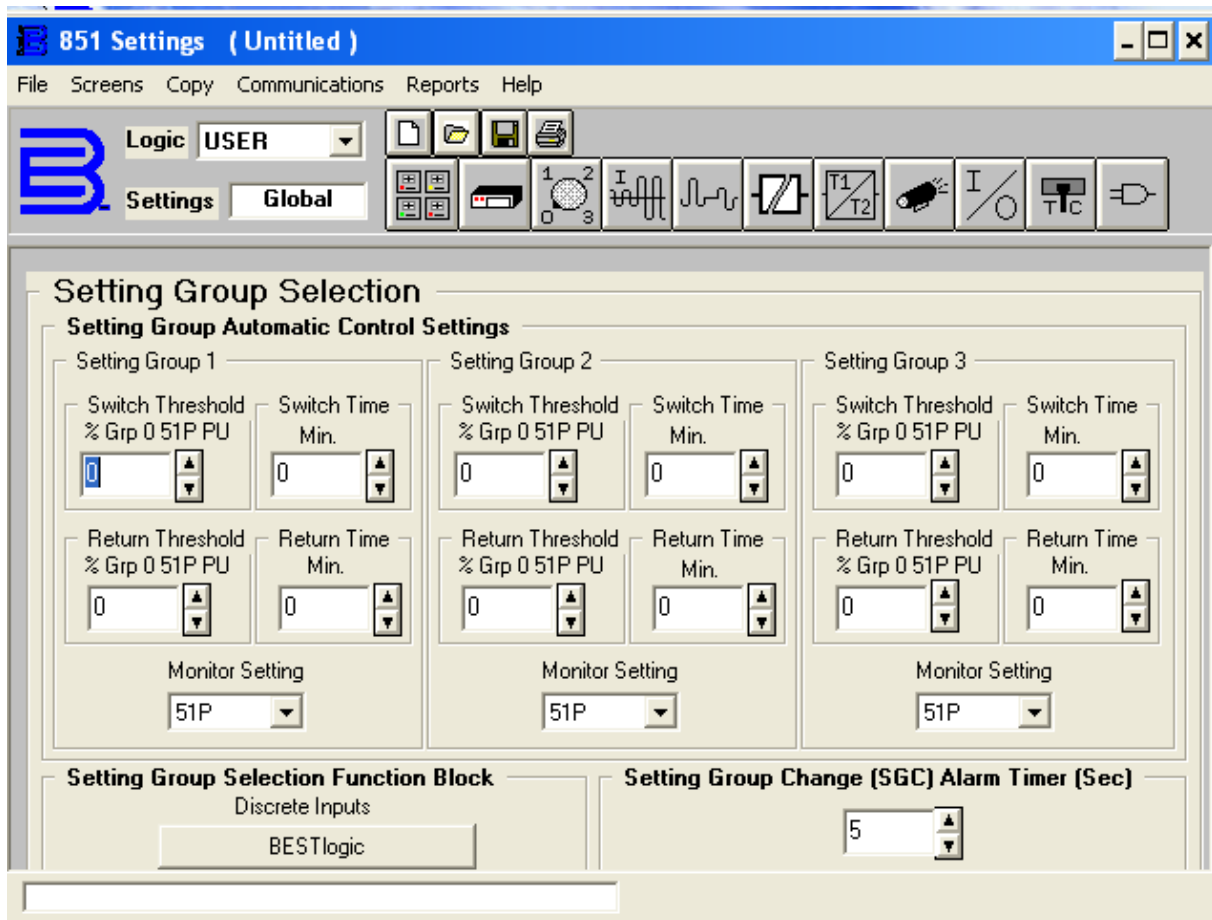 851 Settings ( Untitled )
File Screens Copy Communications Reports Help
Logic USER
Settings Global
1 2 0 3
I
T1 T2
I O
T T C
Setting Group Selection
Setting Group Automatic Control Settings
Setting Group 1
Switch Threshold Switch Time
% Grp 0 51P PU Min.
0 0
Return Threshold Return Time
% Grp 0 51P PU Min.
0 0
Monitor Setting
51P
Setting Group 2
Switch Threshold Switch Time
% Grp 0 51P PU Min.
0 0
Return Threshold Return Time
% Grp 0 51P PU Min.
0 0
Monitor Setting
51P
Setting Group 3
Switch Threshold Switch Time
% Grp 0 51P PU Min.
0 0
Return Threshold Return Time
% Grp 0 51P PU Min.
0 0
Monitor Setting
51P
Setting Group Selection Function Block
Discrete Inputs
BESTlogic
Setting Group Change (SGC) Alarm Timer (Sec)
5